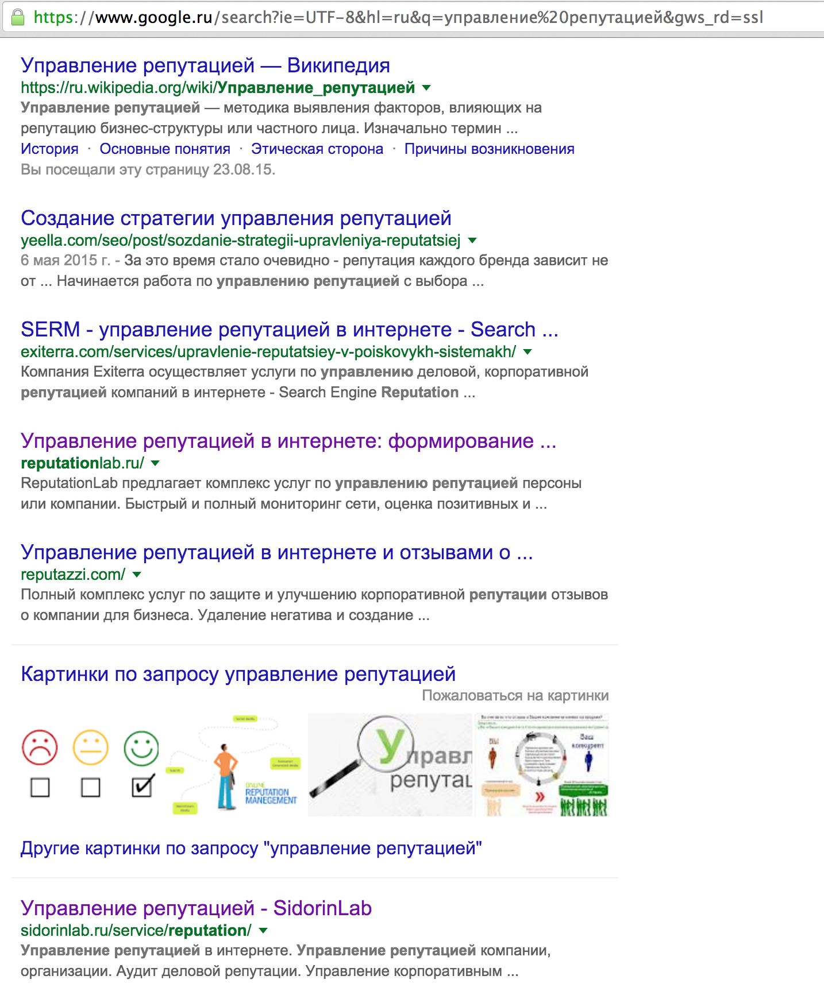 https://www.google.ru/search?ie=UTF-8&hl=ru&q=управление%20репутацией&gws_rd=ssl
Управление репутацией — Википедия
https://ru.wikipedia.org/wiki/Управление_репутацией
Управление репутацией — методика выявления факторов, влияющих на
репутацию бизнес-структуры или частного лица. Изначально термин ...
История · Основные понятия · Этическая сторона · Причины возникновения
Вы посещали эту страницу 23.08.15.
Создание стратегии управления репутацией
yeella.com/seo/post/sozdanie-strategii-upravleniya-reputatsiej
6 мая 2015 г. - За это время стало очевидно - репутация каждого бренда зависит не
от ... Начинается работа по управлению репутацией с выбора ...
SERM - управление репутацией в интернете - Search ...
exiterra.com/services/upravlenie-reputatsiey-v-poiskovykh-sistemakh/
Компания Exiterra осуществляет услуги по управлению деловой, корпоративной
репутацией компаний в интернете - Search Engine Reputation ...
Управление репутацией в интернете: формирование ...
reputationlab.ru/
ReputationLab предлагает комплекс услуг по управлению репутацией персоны
или компании. Быстрый и полный мониторинг сети, оценка позитивных и ...
Управление репутацией в интернете и отзывами о ...
reputazzi.com/
Полный комплекс услуг по защите и улучшению корпоративной репутации отзывов
о компании для бизнеса. Удаление негатива и создание ...
Картинки по запросу управление репутацией
Пожаловаться на картинки
ONLINE
REPUTATION
MANEGEMENT
Управл
репутац
Вы
Ваш
конкурент
Другие картинки по запросу "управление репутацией"
Управление репутацией - SidorinLab
sidorinlab.ru/service/reputation/
Управление репутацией в интернете. Управление репутацией компании,
организации. Аудит деловой репутации. Управление корпоративным ...